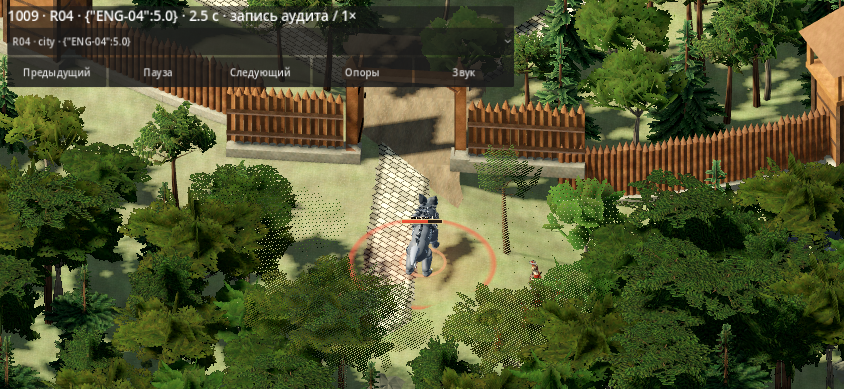 1009 · R04 · {"ENG-04":5.0} · 2.5 с · запись аудита / 1×
R04 · city · {"ENG-04":5.0}
Предыдущий Пауза Следующий Опоры Звук